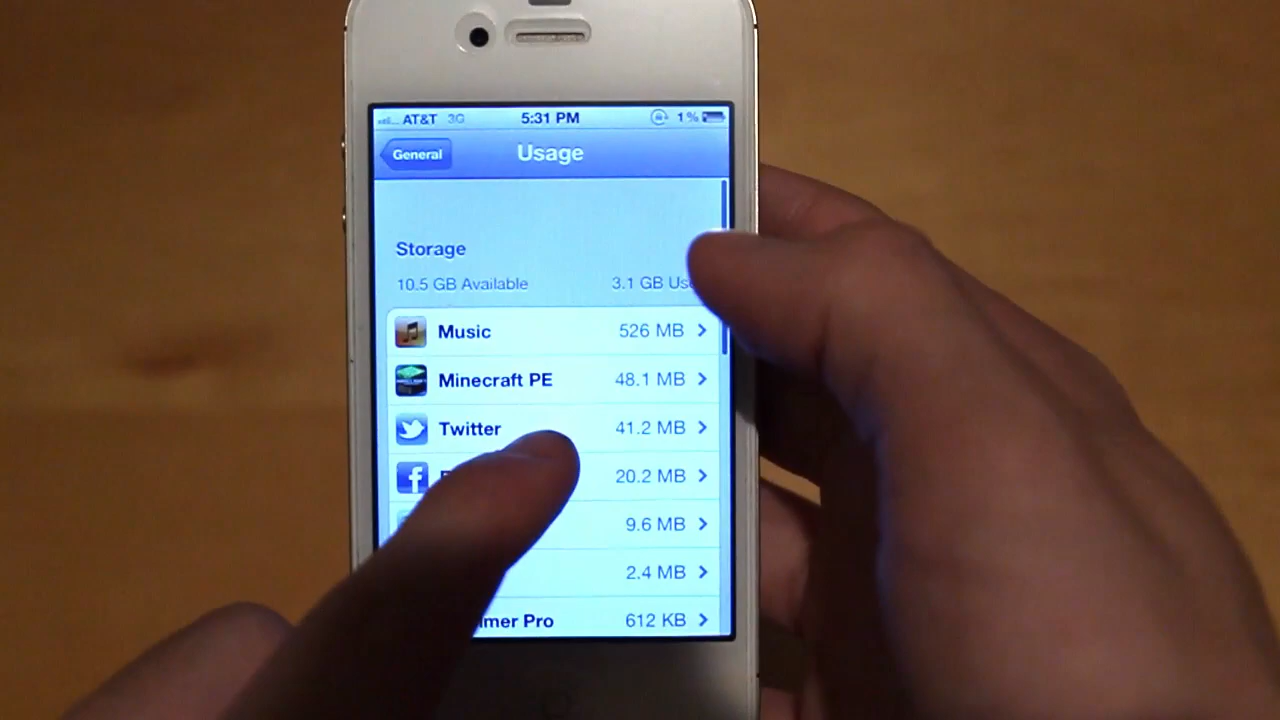 AT&T 3G 5:31 PM 1%
General Usage
Storage
10.5 GB Available 3.1 GB
Music 526 MB
Minecraft PE 48.1 MB
Twitter 41.2 MB
20.2 MB
9.6 MB
2.4 MB
Pro 612 KB